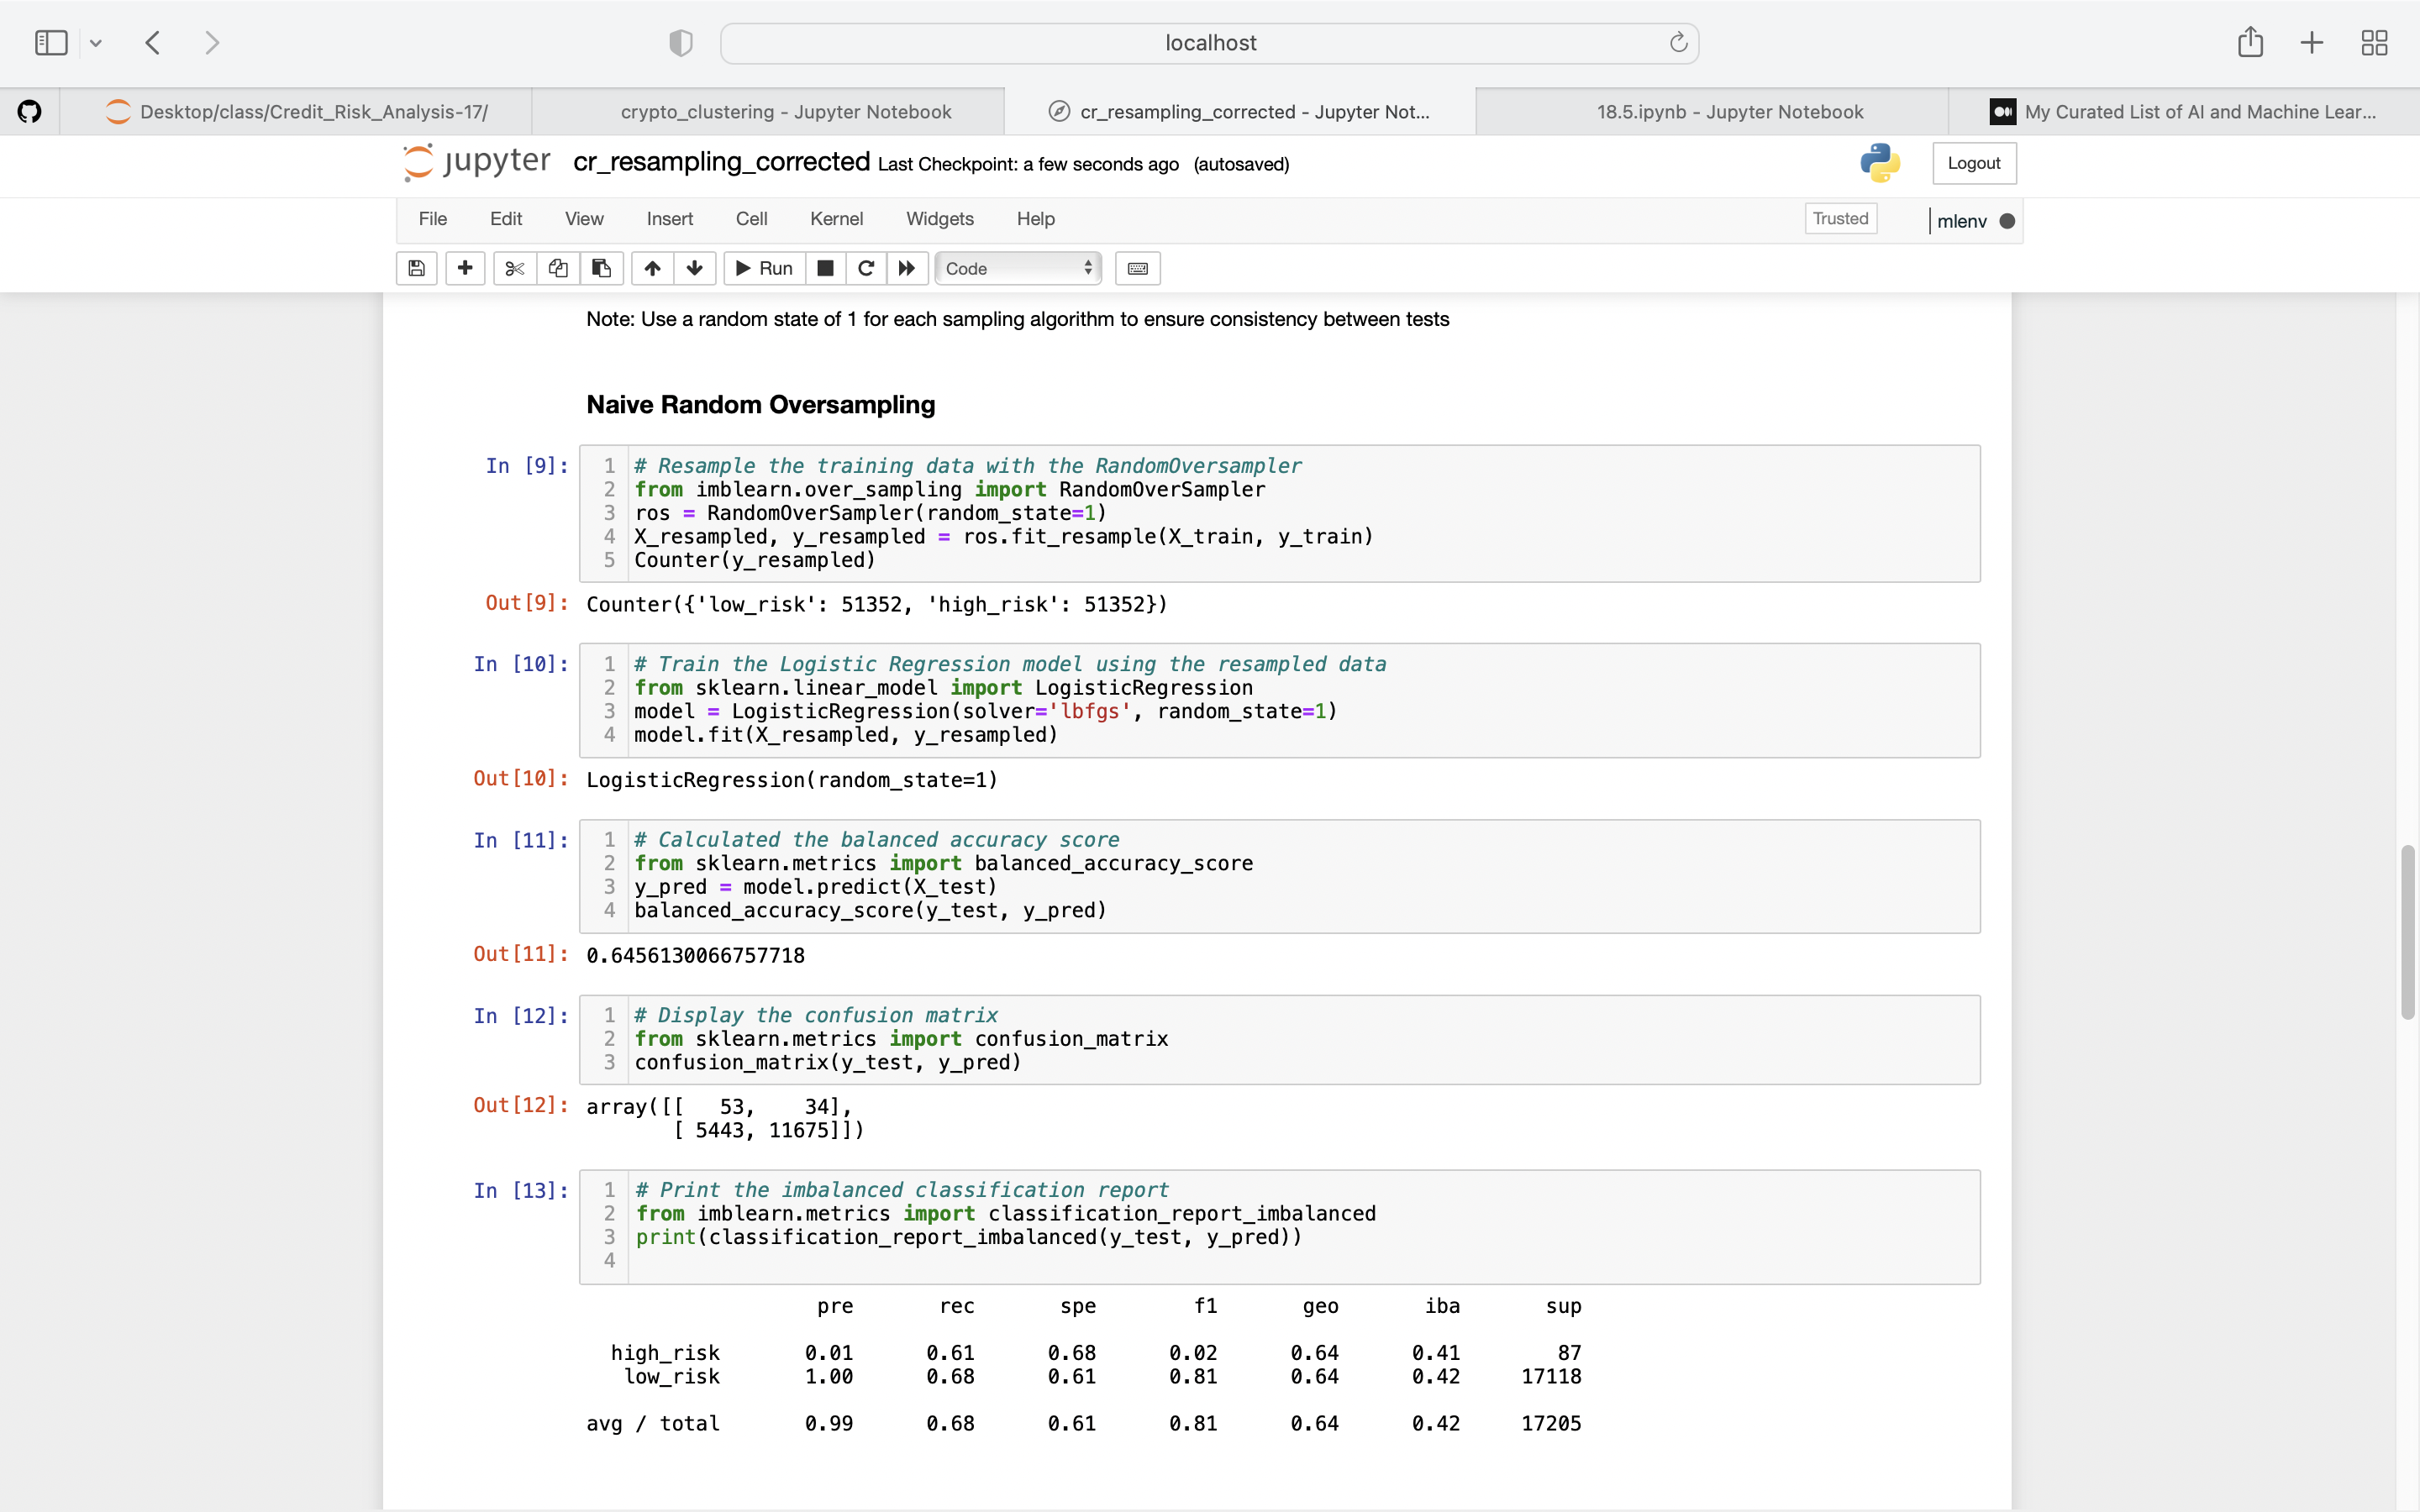 localhost
Desktop/class/Credit_Risk_Analysis-17/
crypto_clustering - Jupyter Notebook
cr_resampling_corrected - Jupyter Not...
18.5.ipynb - Jupyter Notebook
My Curated List of AI and Machine Lear...
jupyter cr_resampling_corrected Last Checkpoint: a few seconds ago (autosaved)
Logout
File Edit View Insert Cell Kernel Widgets Help
Trusted
mlenv
Run
Code
Note: Use a random state of 1 for each sampling algorithm to ensure consistency between tests
Naive Random Oversampling
In [9]:
1 # Resample the training data with the RandomOversampler
2 from imblearn.over_sampling import RandomOverSampler
3 ros = RandomOverSampler(random_state=1)
4 X_resampled, y_resampled = ros.fit_resample(X_train, y_train)
5 Counter(y_resampled)
Out[9]: Counter({'low_risk': 51352, 'high_risk': 51352})
In [10]:
1 # Train the Logistic Regression model using the resampled data
2 from sklearn.linear_model import LogisticRegression
3 model = LogisticRegression(solver='lbfgs', random_state=1)
4 model.fit(X_resampled, y_resampled)
Out[10]: LogisticRegression(random_state=1)
In [11]:
1 # Calculated the balanced accuracy score
2 from sklearn.metrics import balanced_accuracy_score
3 y_pred = model.predict(X_test)
4 balanced_accuracy_score(y_test, y_pred)
Out[11]: 0.6456130066757718
In [12]:
1 # Display the confusion matrix
2 from sklearn.metrics import confusion_matrix
3 confusion_matrix(y_test, y_pred)
Out[12]: array([[   53,    34],
       [ 5443, 11675]])
In [13]:
1 # Print the imbalanced classification report
2 from imblearn.metrics import classification_report_imbalanced
3 print(classification_report_imbalanced(y_test, y_pred))
4
pre rec spe f1 geo iba sup
high_risk 0.01 0.61 0.68 0.02 0.64 0.41 87
low_risk 1.00 0.68 0.61 0.81 0.64 0.42 17118
avg / total 0.99 0.68 0.61 0.81 0.64 0.42 17205